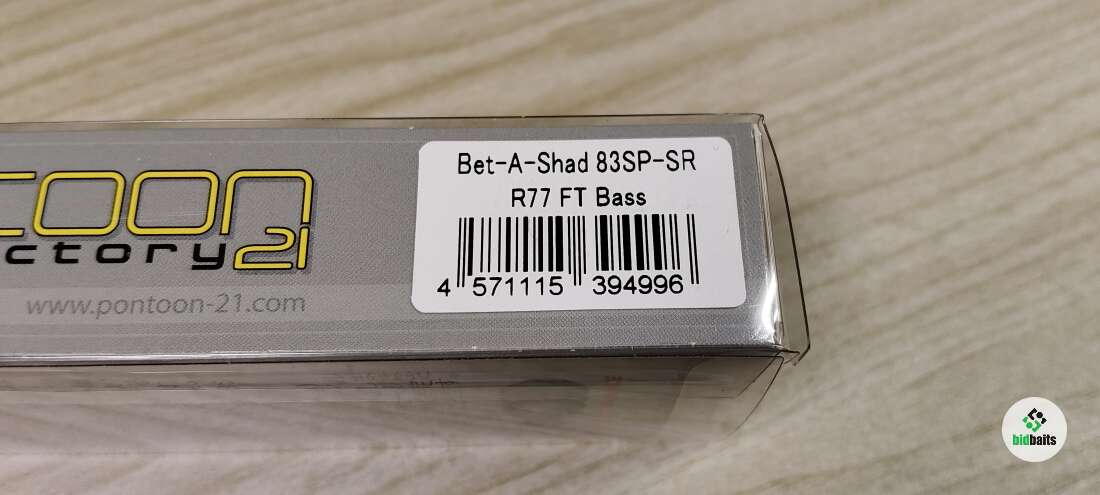 Bet-A-Shad 83SP-SR
R77 FT Bass
4 571115 394996
coon
ctory21
www.pontoon-21.com
bidbaits